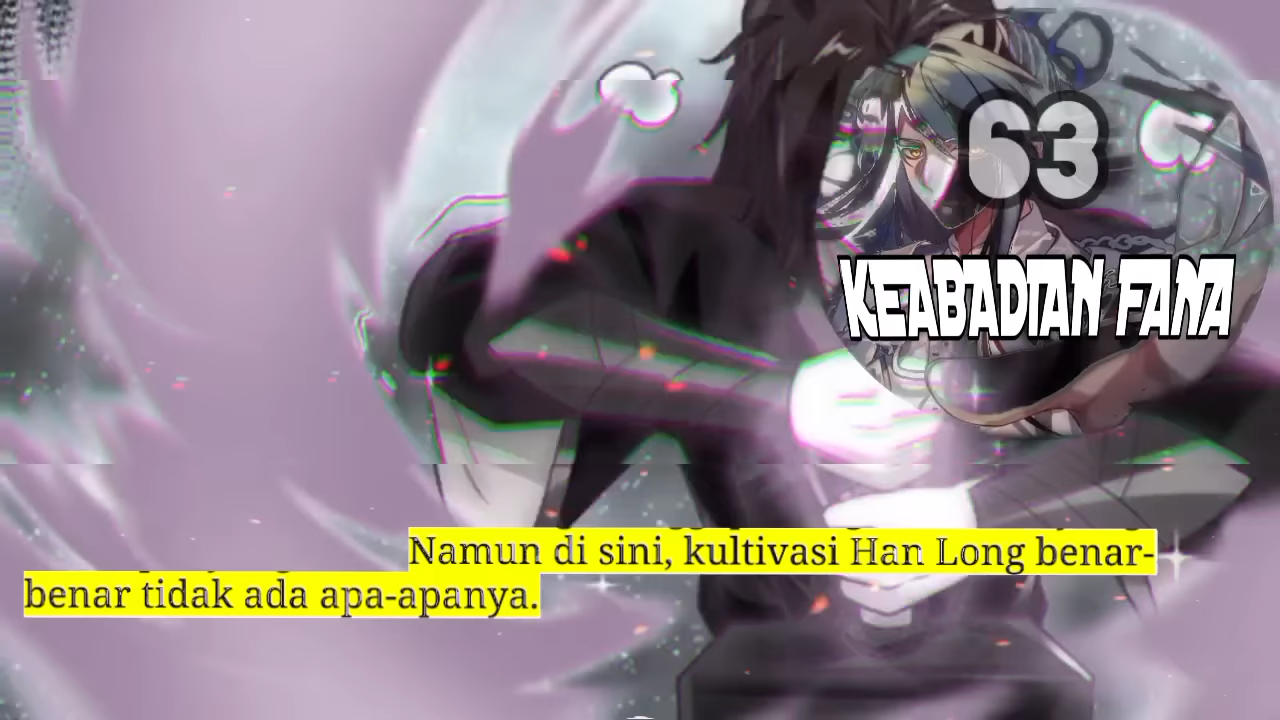 63
KEABADIAN FANA
Namun di sini, kultivasi Han Long benar-
benar tidak ada apa-apanya.